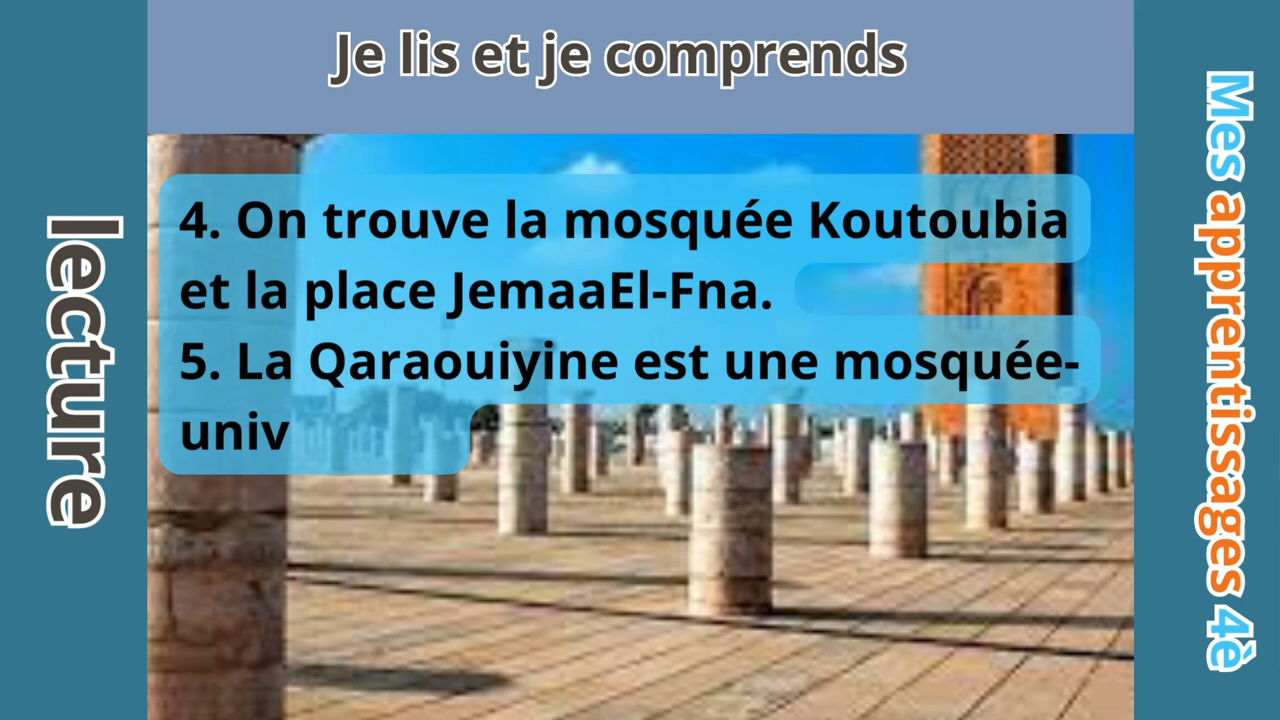 Je lis et je comprends
lecture
4. On trouve la mosquée Koutoubia
et la place JemaaEl-Fna.
5. La Qaraouiyine est une mosquée-
univ
Mes apprentissages 4è